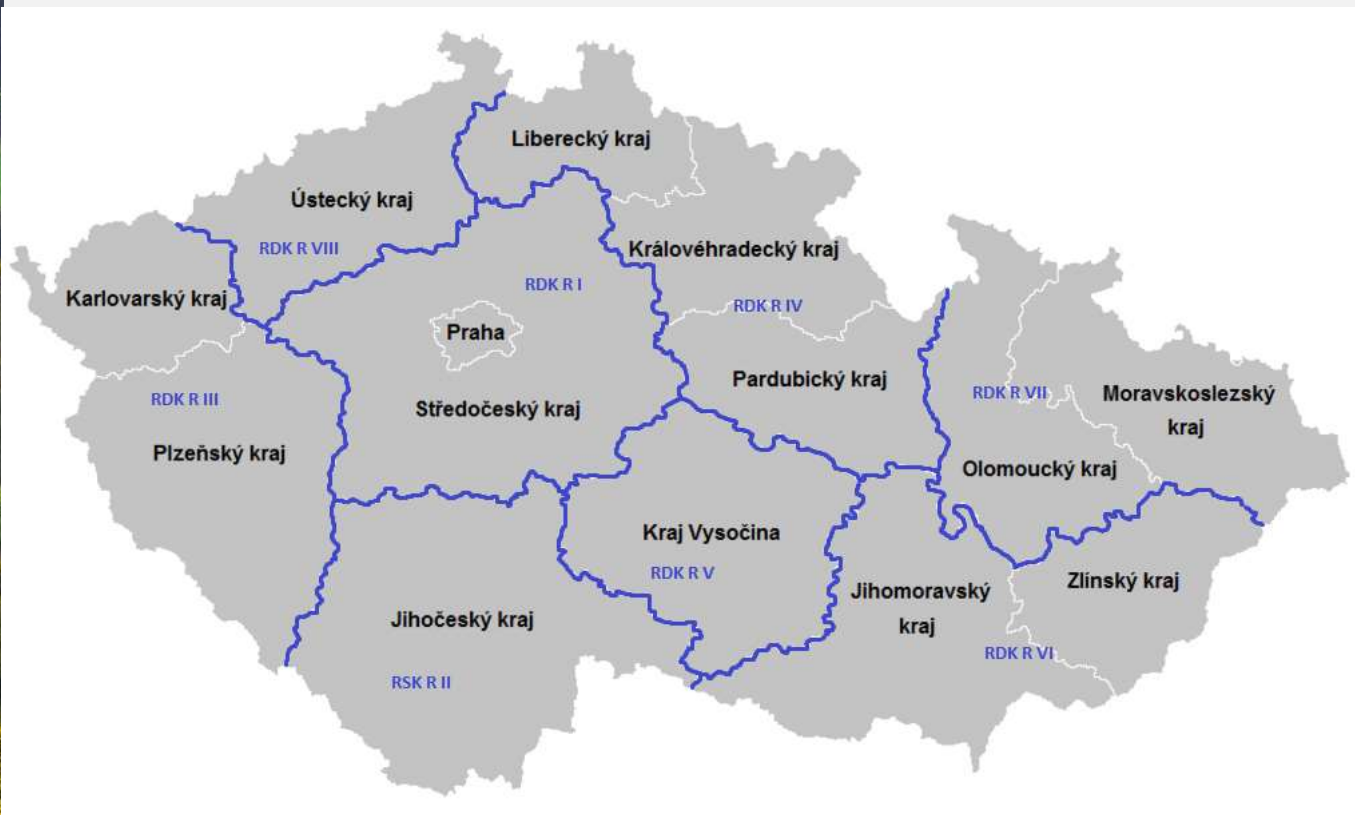 Liberecký kraj
Ústecký kraj
RDK R VIII
Královéhradecký kraj
RDK R I
Karlovarský kraj
RDK R IV
Praha
Pardubický kraj
RDK R III
RDK R VII
Moravskoslezský
kraj
Středočeský kraj
Plzeňský kraj
Olomoucký kraj
Kraj Vysočina
RDK R V
Zlínský kraj
Jihomoravský
kraj
Jihočeský kraj
RDK R VI
RSK R II